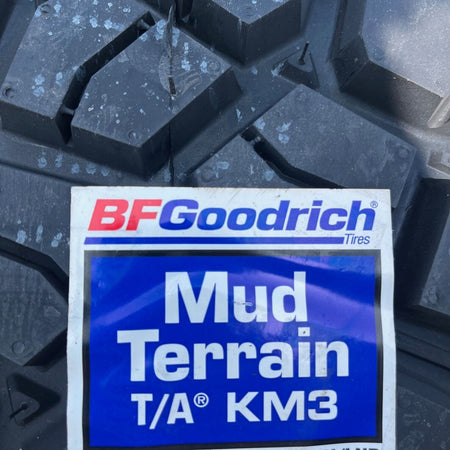 BFGoodrich®
Tires
Mud
Terrain
T/A® KM3